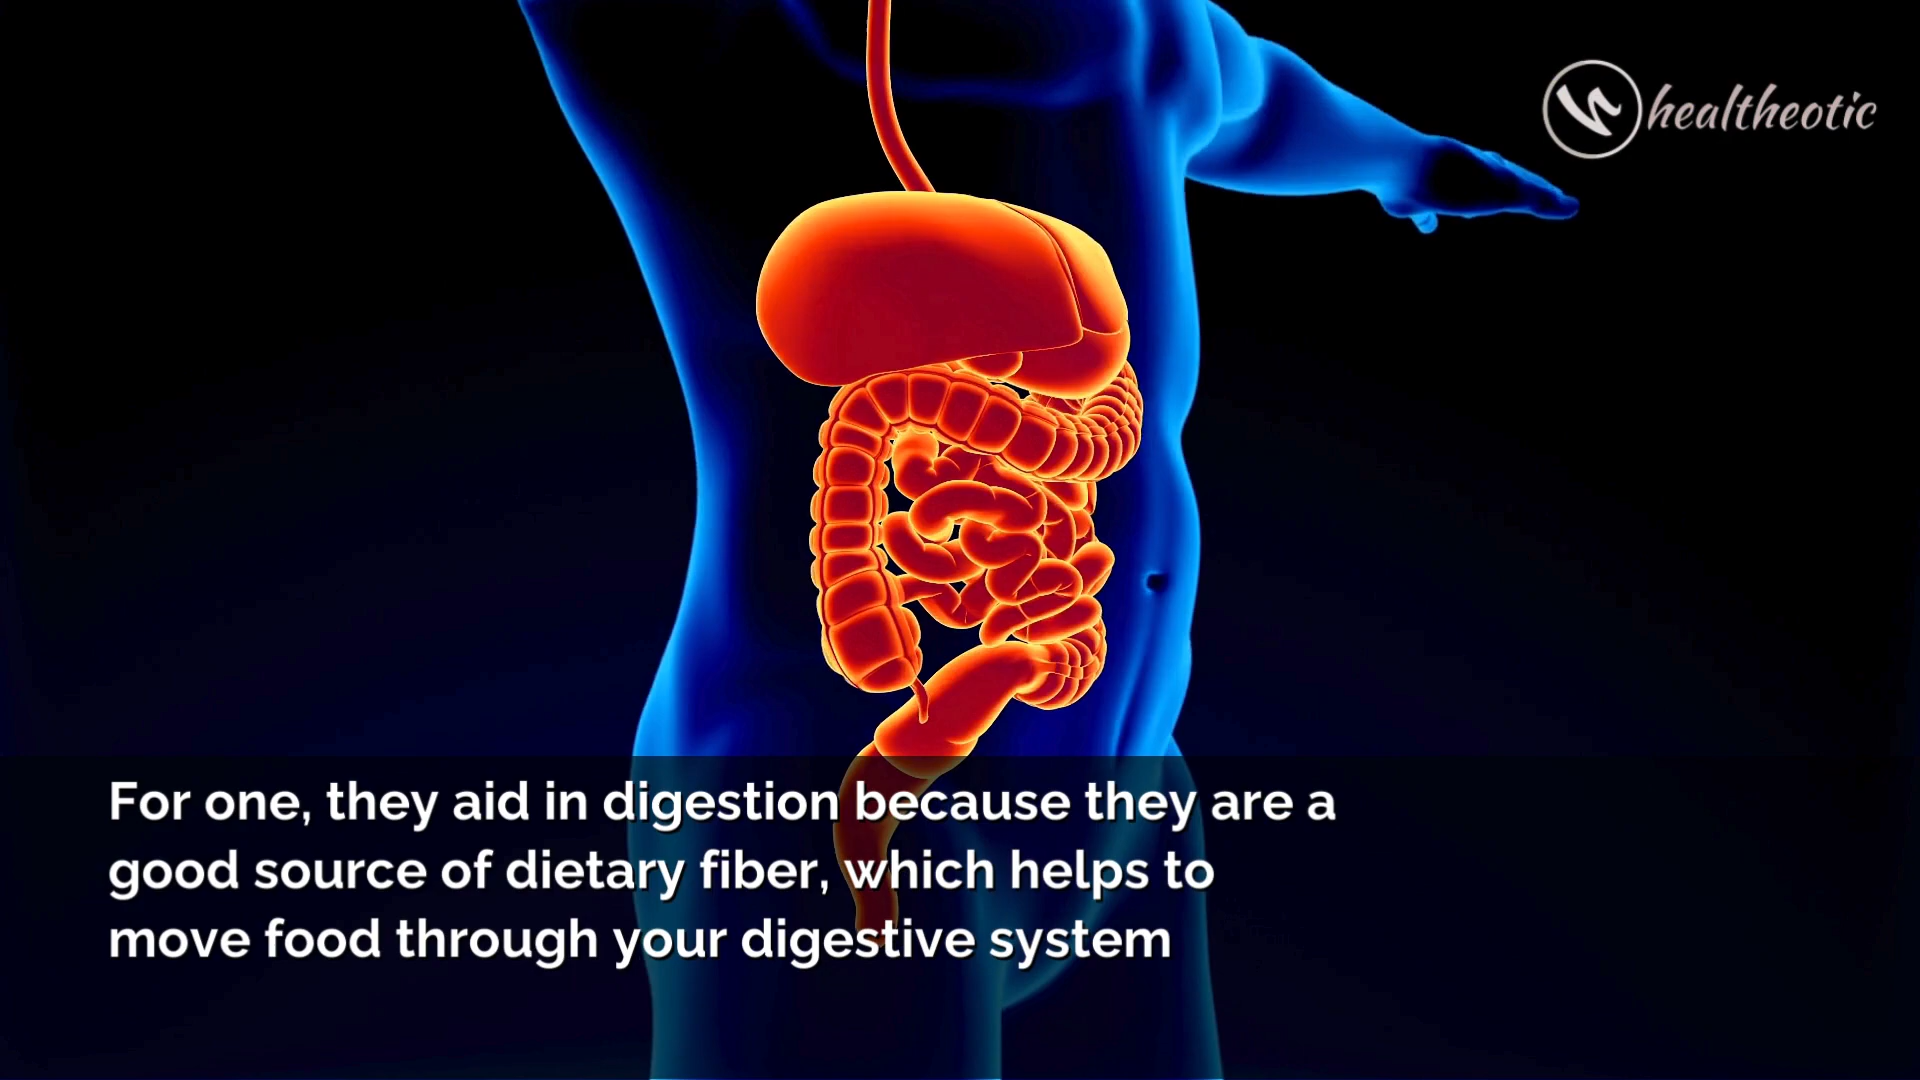 healtheotic
For one, they aid in digestion because they are a
good source of dietary fiber, which helps to
move food through your digestive system